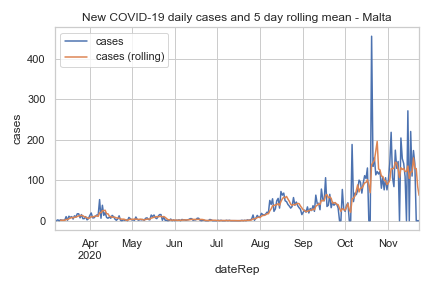 New COVID-19 daily cases and 5 day rolling mean - Malta
cases
cases (rolling)
cases
400
300
200
100
0
Apr May Jun Jul Aug Sep Oct Nov
2020
dateRep